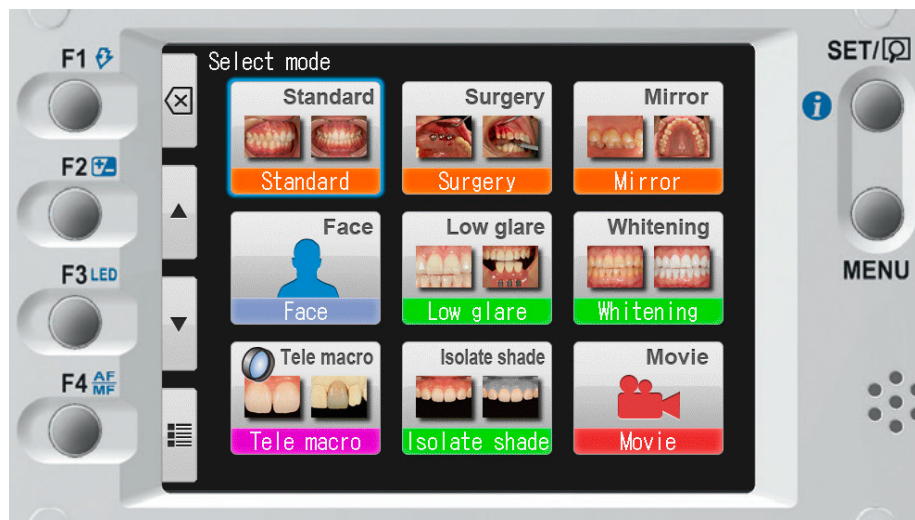 F1
SET/
F2
F3 LED
F4 AF
MF
MENU
i
Select mode
Standard
Standard
Surgery
Surgery
Mirror
Mirror
Face
Face
Low glare
Low glare
Whitening
Whitening
Tele macro
Tele macro
Isolate shade
Isolate shade
Movie
Movie